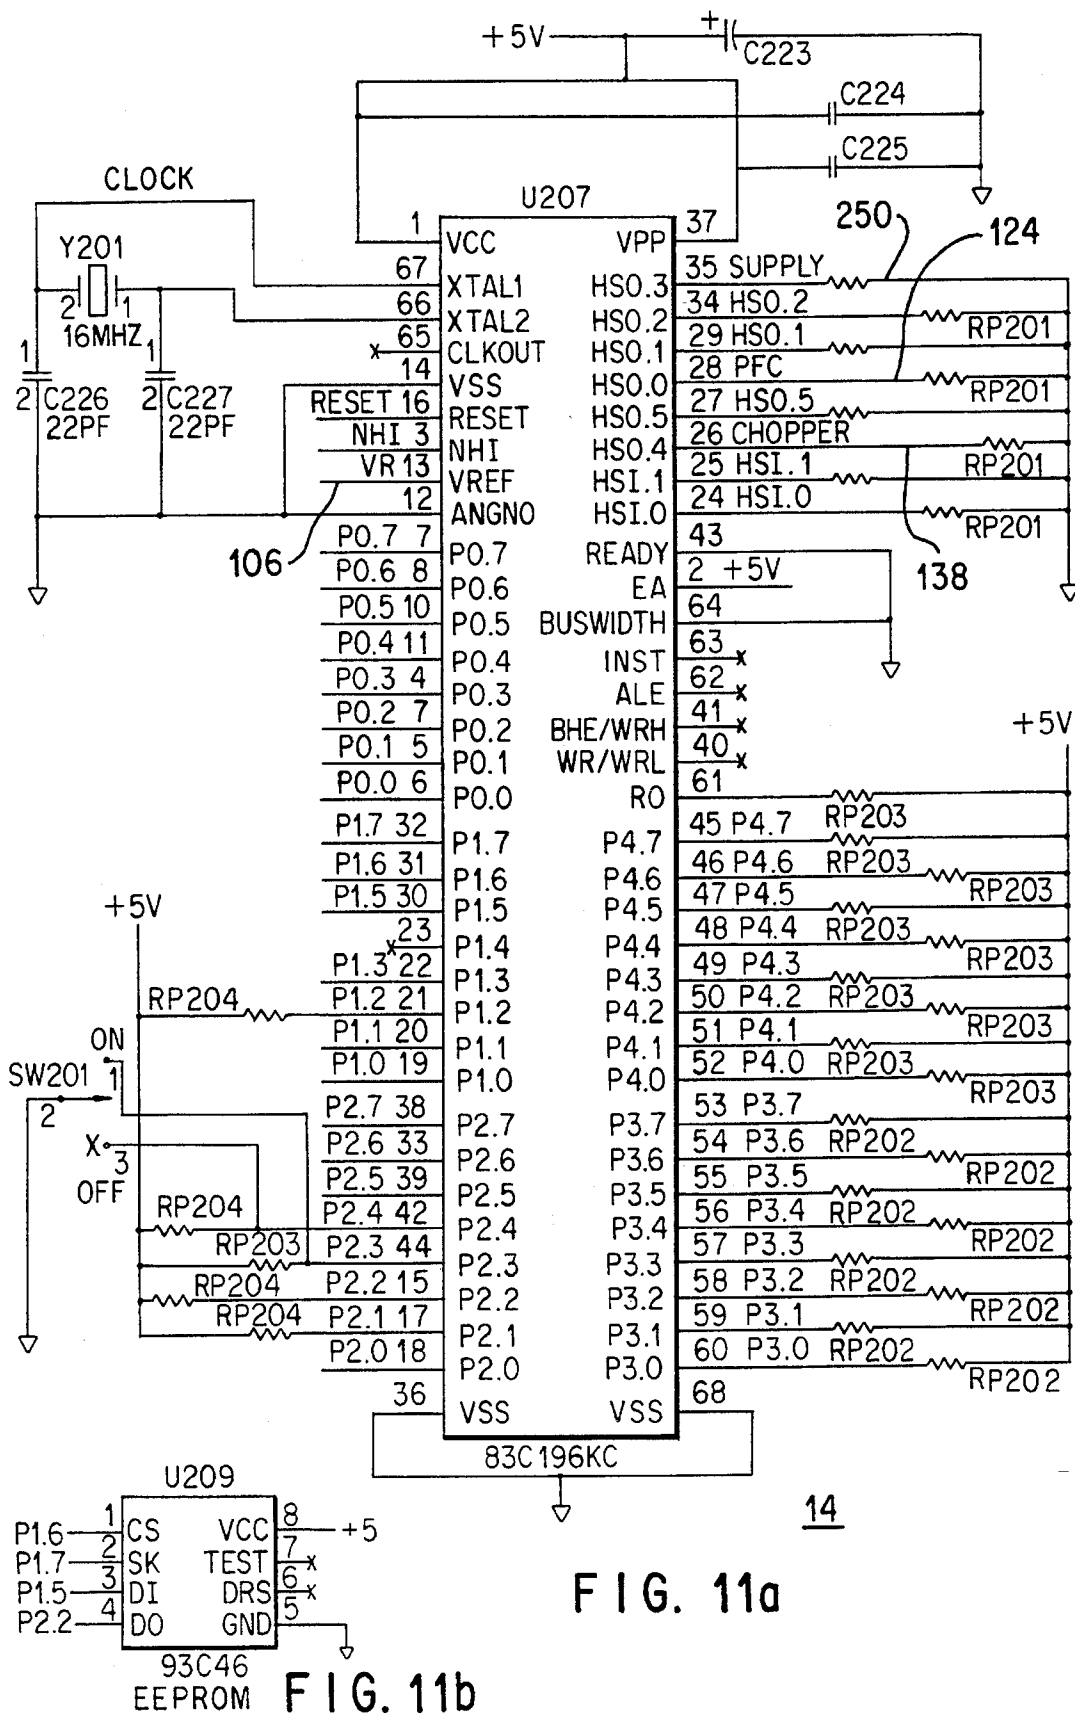 +5V
+
C223
C224
C225
CLOCK
U207
Y201
2 1
16MHZ
1
2 C226
22PF
1
2 C227
22PF
1 VCC
67 XTAL1
66 XTAL2
65 CLKOUT
x
14 VSS
RESET 16 RESET
NHI 3 NHI
VR 13 VREF
12 ANGNO
106
P0.7 7 P0.7
P0.6 8 P0.6
P0.5 10 P0.5
P0.4 11 P0.4
P0.3 4 P0.3
P0.2 7 P0.2
P0.1 5 P0.1
P0.0 6 P0.0
P1.7 32 P1.7
P1.6 31 P1.6
P1.5 30 P1.5
x 23 P1.4
P1.3 22 P1.3
RP204 P1.2 21 P1.2
P1.1 20 P1.1
P1.0 19 P1.0
P2.7 38 P2.7
P2.6 33 P2.6
P2.5 39 P2.5
RP204 P2.4 42 P2.4
RP203 P2.3 44 P2.3
RP204 P2.2 15 P2.2
RP204 P2.1 17 P2.1
P2.0 18 P2.0
36 VSS
+5V
ON
SW201 1
2
X 3
OFF
VPP 37
250
124
HSO.3 35 SUPPLY
HSO.2 34 HSO.2 RP201
HSO.1 29 HSO.1
HSO.0 28 PFC RP201
HSO.5 27 HSO.5
HSO.4 26 CHOPPER RP201
HSI.1 25 HSI.1
HSI.0 24 HSI.0 RP201
138
READY 43
EA 2 +5V
BUSWIDTH 64
INST 63 x
ALE 62 x
BHE/WRH 41 x
WR/WRL 40 x
+5V
RO 61 RP203
P4.7 45 P4.7 RP203
P4.6 46 P4.6 RP203
P4.5 47 P4.5 RP203
P4.4 48 P4.4 RP203
P4.3 49 P4.3 RP203
P4.2 50 P4.2 RP203
P4.1 51 P4.1 RP203
P4.0 52 P4.0 RP203
P3.7 53 P3.7 RP202
P3.6 54 P3.6 RP202
P3.5 55 P3.5 RP202
P3.4 56 P3.4 RP202
P3.3 57 P3.3 RP202
P3.2 58 P3.2 RP202
P3.1 59 P3.1 RP202
P3.0 60 P3.0 RP202
VSS 68
83C196KC
14
FIG. 11a
U209
P1.6 1 CS VCC 8 +5
P1.7 2 SK TEST 7 x
P1.5 3 DI DRS 6 x
P2.2 4 DO GND 5
93C46
EEPROM
FIG. 11b